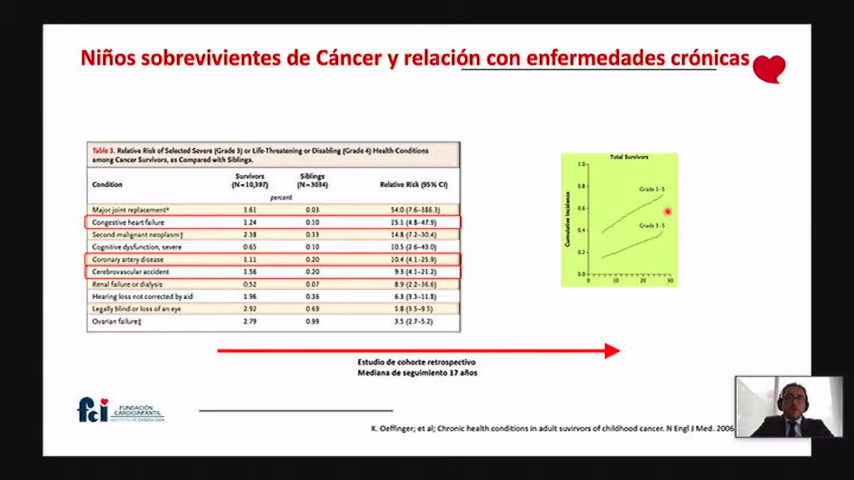 Niños sobrevivientes de Cáncer y relación con enfermedades crónicas
Table 3. Relative Risk of Selected Severe (Grade 3) or Life-Threatening or Disabling (Grade 4) Health Conditions
among Cancer Survivors, as Compared with Siblings.
Condition Survivors (N=10,397) Siblings (N=3034) Relative Risk (95% CI)
percent
Major joint replacement* 1.61 0.03 54.0 (7.6–386.3)
Congestive heart failure 1.24 0.10 15.1 (4.8–47.9)
Second malignant neoplasm† 2.38 0.33 14.8 (7.2–30.4)
Cognitive dysfunction, severe 0.65 0.10 10.5 (2.6–43.0)
Coronary artery disease 1.11 0.20 10.4 (4.1–25.9)
Cerebrovascular accident 1.56 0.20 9.3 (4.1–21.2)
Renal failure or dialysis 0.52 0.07 8.9 (2.2–36.6)
Hearing loss not corrected by aid 1.96 0.36 6.3 (3.3–11.8)
Legally blind or loss of an eye 2.92 0.69 5.8 (3.5–9.5)
Ovarian failure‡ 2.79 0.99 3.5 (2.7–5.2)
Total Survivors
Cumulative Incidence
1.0
0.8
0.6
0.4
0.2
0.0
Grade 1–5
Grade 3–5
0 10 20 30
Estudio de cohorte retrospectivo
Mediana de seguimiento 17 años
fci
FUNDACIÓN
CARDIOINFANTIL
INSTITUTO DE CARDIOLOGÍA
K. Oeffinger; et al; Chronic health conditions in adult suvirvors of childhood cancer. N Engl J Med. 2006